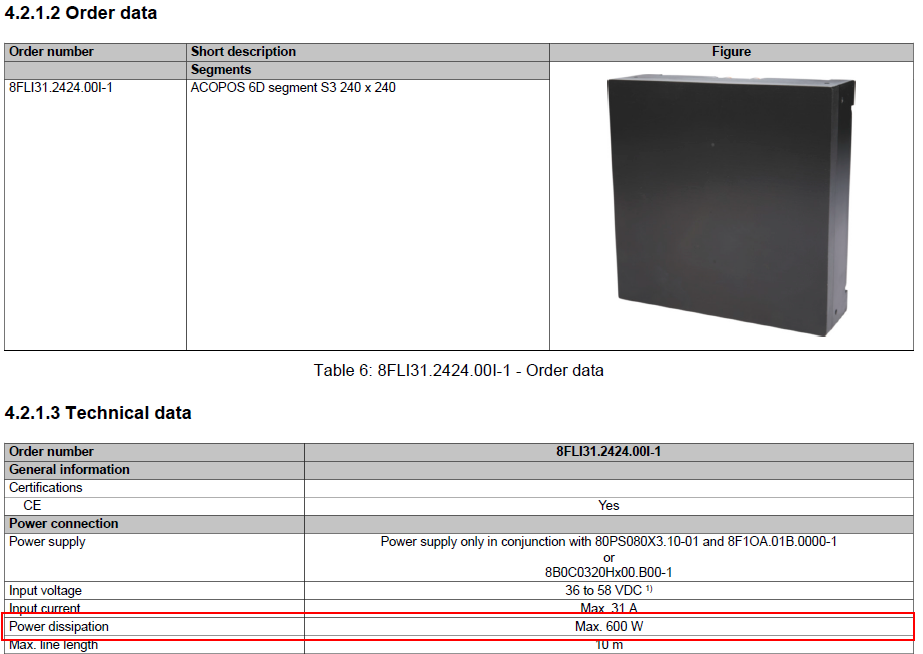 4.2.1.2 Order data
Order number Short description Figure
Segments
8FLI31.2424.00I-1 ACOPOS 6D segment S3 240 x 240
Table 6: 8FLI31.2424.00I-1 - Order data
4.2.1.3 Technical data
Order number 8FLI31.2424.00I-1
General information
Certifications
CE Yes
Power connection
Power supply Power supply only in conjunction with 80PS080X3.10-01 and 8F1OA.01B.0000-1
or
8B0C0320Hx00.B00-1
Input voltage 36 to 58 VDC ¹⁾
Input current Max. 31 A
Power dissipation Max. 600 W
Max. line length 10 m